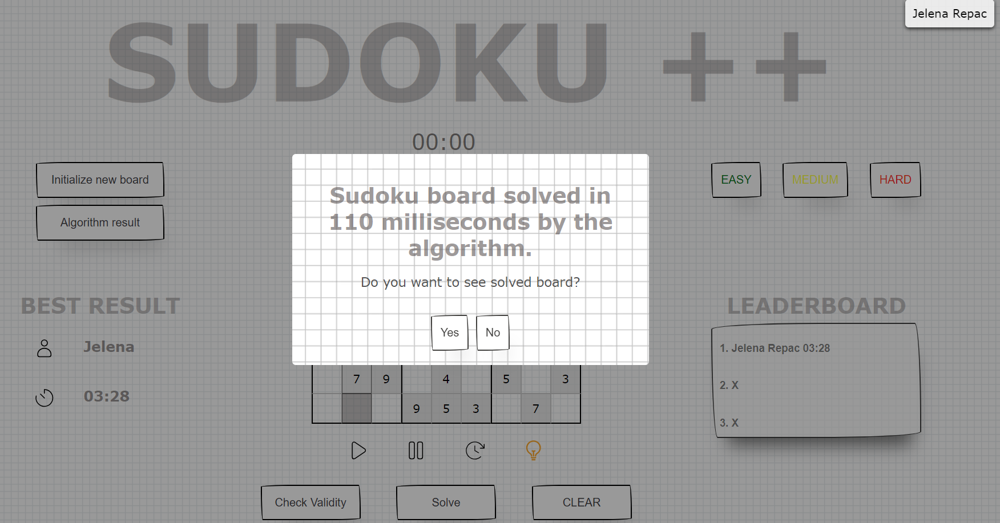 Jelena Repac
SUDOKU ++
00:00
Initialize new board
Algorithm result
EASY
MEDIUM
HARD
Sudoku board solved in
110 milliseconds by the
algorithm.
Do you want to see solved board?
Yes
No
BEST RESULT
Jelena
03:28
LEADERBOARD
1. Jelena Repac 03:28
2. X
3. X
7 9 4 5 3
9 5 3 7
Check Validity
Solve
CLEAR